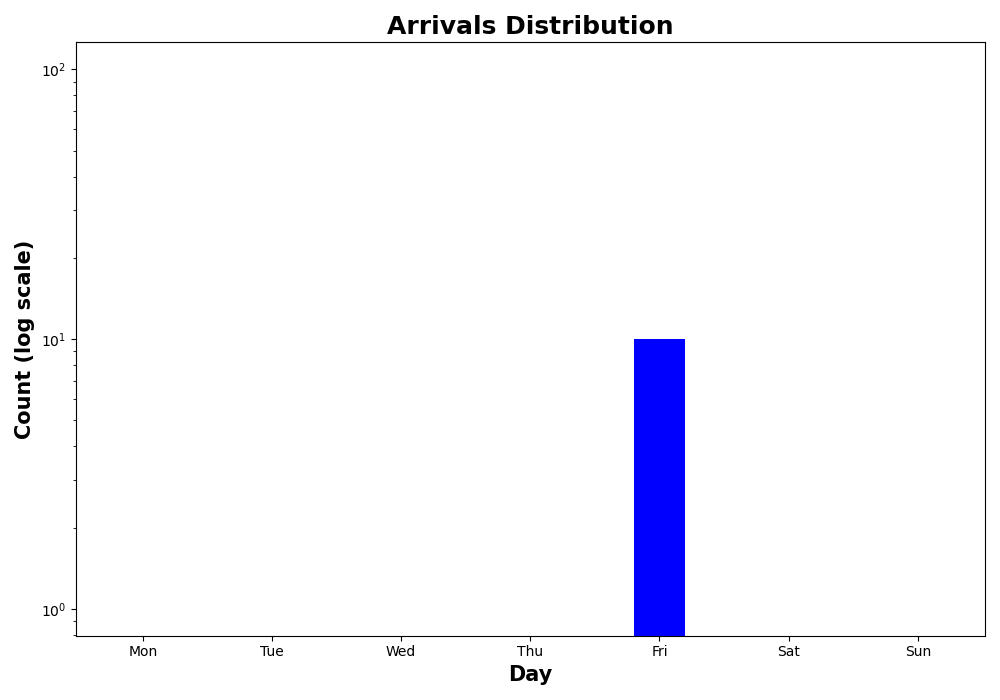 Arrivals Distribution
Count (log scale)
10²
10¹
10⁰
Mon Tue Wed Thu Fri Sat Sun
Day